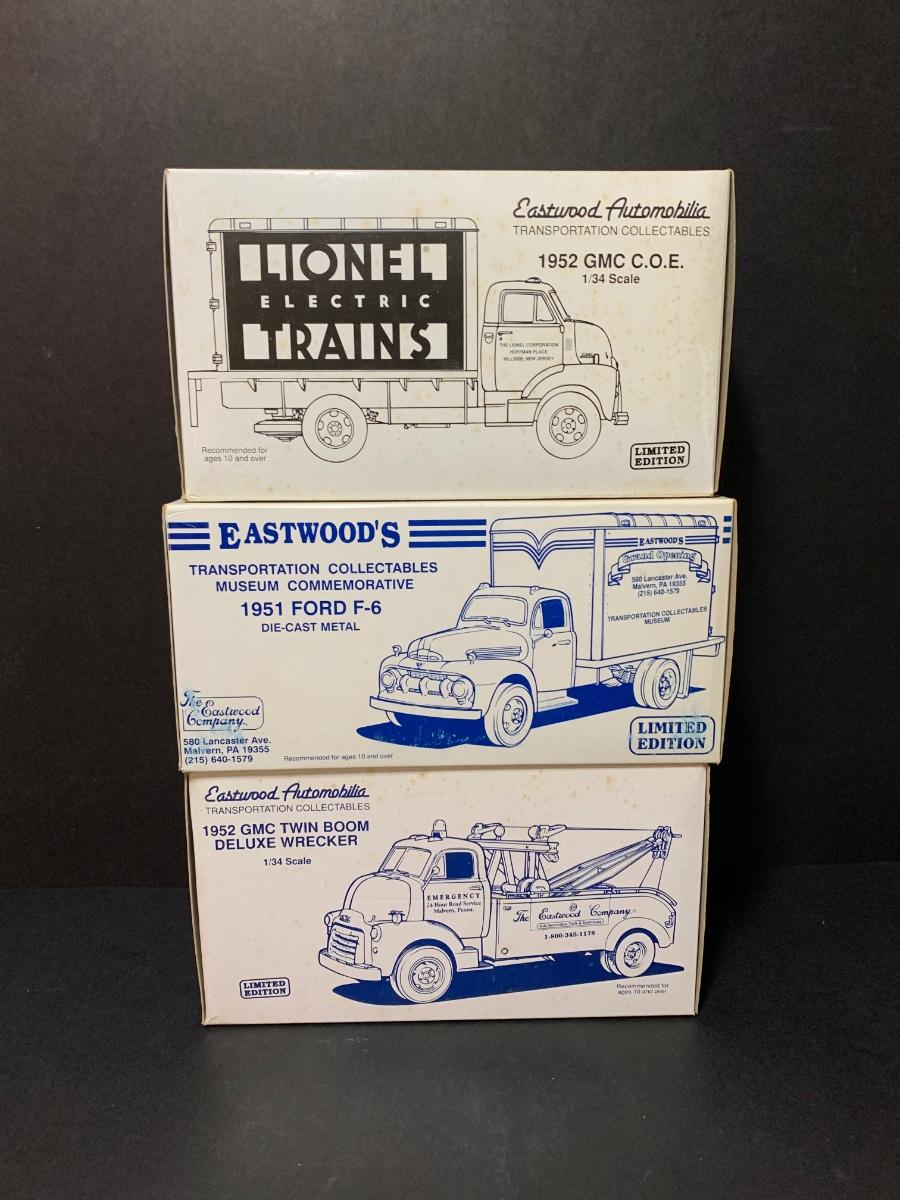 Eastwood Automobilia
TRANSPORTATION COLLECTABLES
1952 GMC C.O.E.
1/34 Scale
LIONEL®
ELECTRIC
TRAINS
THE LIONEL CORPORATION
HOFFMAN PLACE
HILLSIDE, NEW JERSEY
GMC
Recommended for
ages 10 and over
LIMITED
EDITION
EASTWOOD'S
TRANSPORTATION COLLECTABLES
MUSEUM COMMEMORATIVE
1951 FORD F-6
DIE-CAST METAL
EASTWOOD'S
Grand Opening
580 Lancaster Ave.
Malvern, PA 19355
(215) 640-1579
TRANSPORTATION COLLECTABLES
MUSEUM
The
Eastwood
Company
580 Lancaster Ave.
Malvern, PA 19355
(215) 640-1579
Recommended for ages 10 and over
LIMITED
EDITION
Eastwood Automobilia
TRANSPORTATION COLLECTABLES
1952 GMC TWIN BOOM
DELUXE WRECKER
1/34 Scale
EMERGENCY
24 Hour Road Service
Malvern, Penna.
The Eastwood Company
1-800-345-1178
LIMITED
EDITION
Recommended for
ages 10 and over